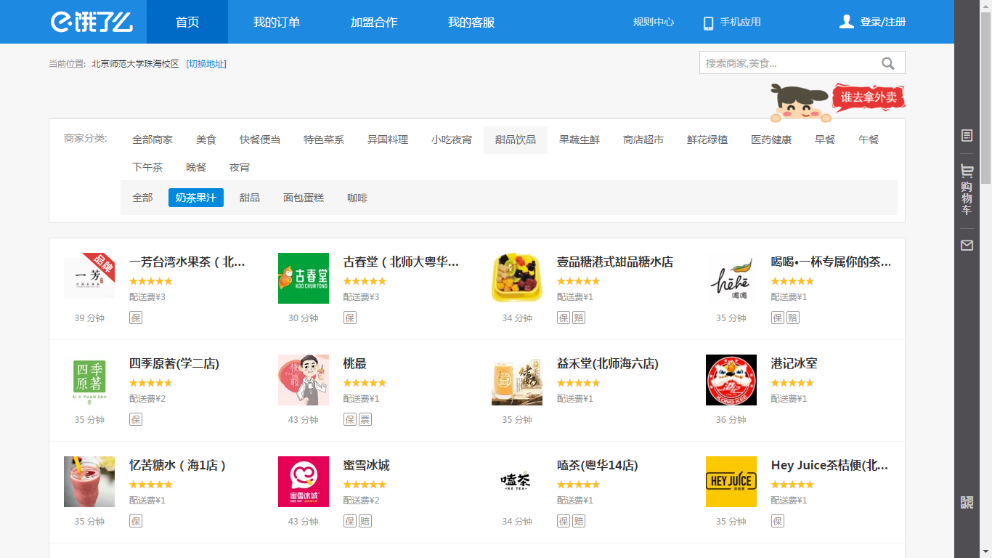 饿了么 首页 我的订单 加盟合作 我的客服 规则中心 手机应用 登录/注册
当前位置: 北京师范大学珠海校区 [切换地址] 搜索商家,美食...
谁去拿外卖
商家分类: 全部商家 美食 快餐便当 特色菜系 异国料理 小吃夜宵 甜品饮品 果蔬生鲜 商店超市 鲜花绿植 医药健康 早餐 午餐
下午茶 晚餐 夜宵
全部 奶茶果汁 甜品 面包蛋糕 咖啡
购物车
品牌 一芳 一芳台湾水果茶（北... 古春堂 KOO CHUN TONG 古春堂（北师大粤华... 壹品糖港式甜品糖水店 hehe 喝喝 喝喝•一杯专属你的茶...
配送费¥3 配送费¥3 配送费¥1 配送费¥1
39 分钟 保 30 分钟 保 34 分钟 保 赔 35 分钟 保 赔
四季原著 四季原著(学二店) 桃最 益禾堂(北师海六店) 港记冰室
配送费¥2 配送费¥1 配送费¥1 配送费¥1
35 分钟 保 43 分钟 保 票 35 分钟 36 分钟
忆苦糖水（海1店） 蜜雪冰城 蜜雪冰城 嗑茶 嗑茶(粤华14店) HEY JUICE Hey Juice茶桔便(北...
配送费¥1 配送费¥2 配送费¥1 配送费¥1
35 分钟 保 43 分钟 保 赔 34 分钟 保 赔 35 分钟 保